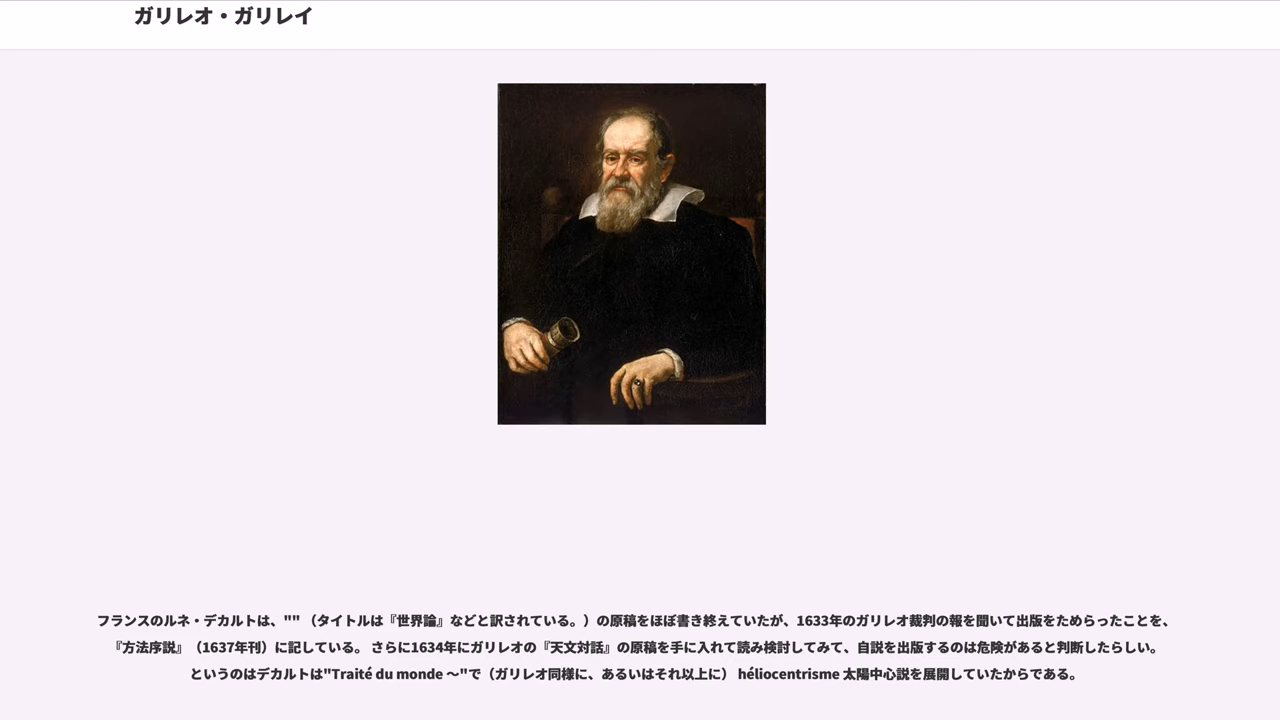 ガリレオ・ガリレイ
フランスのルネ・デカルトは、"" （タイトルは『世界論』などと訳されている。）の原稿をほぼ書き終えていたが、1633年のガリレオ裁判の報を聞いて出版をためらったことを、
『方法序説』（1637年刊）に記している。 さらに1634年にガリレオの『天文対話』の原稿を手に入れて読み検討してみて、自説を出版するのは危険があると判断したらしい。
というのはデカルトは"Traité du monde 〜"で（ガリレオ同様に、あるいはそれ以上に） héliocentrisme 太陽中心説を展開していたからである。